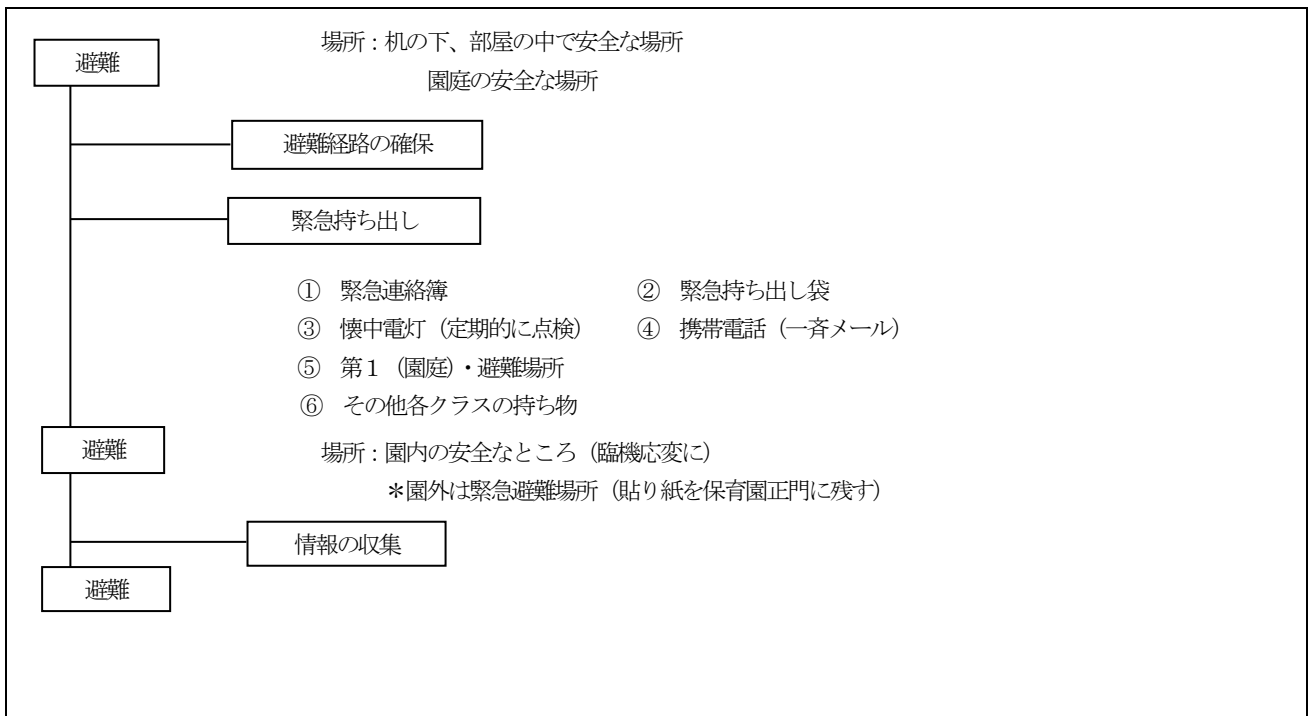 場所：机の下、部屋の中で安全な場所
避難
園庭の安全な場所
避難経路の確保
緊急持ち出し
①　緊急連絡簿　②　緊急持ち出し袋
③　懐中電灯（定期的に点検）　④　携帯電話（一斉メール）
⑤　第１（園庭）・避難場所
⑥　その他各クラスの持ち物
避難　場所：園内の安全なところ（臨機応変に）
＊園外は緊急避難場所（貼り紙を保育園正門に残す）
情報の収集
避難